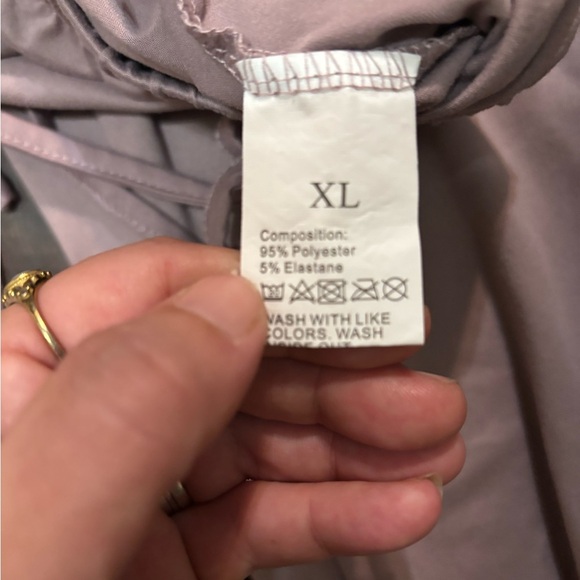 XL
Composition:
95% Polyester
5% Elastane
WASH WITH LIKE
COLORS. WASH